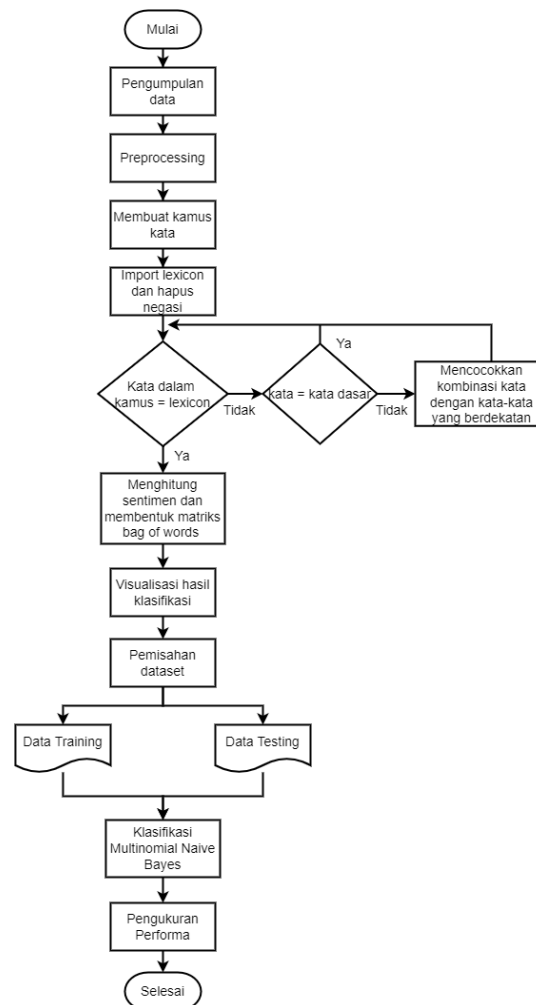 Mulai
Pengumpulan
data
Preprocessing
Membuat kamus
kata
Import lexicon
dan hapus
negasi
Kata dalam
kamus = lexicon
Tidak
Ya
kata = kata dasar
Ya
Tidak
Mencocokkan
kombinasi kata
dengan kata-kata
yang berdekatan
Menghitung
sentimen dan
membentuk matriks
bag of words
Visualisasi hasil
klasifikasi
Pemisahan
dataset
Data Training
Data Testing
Klasifikasi
Multinomial Naive
Bayes
Pengukuran
Performa
Selesai